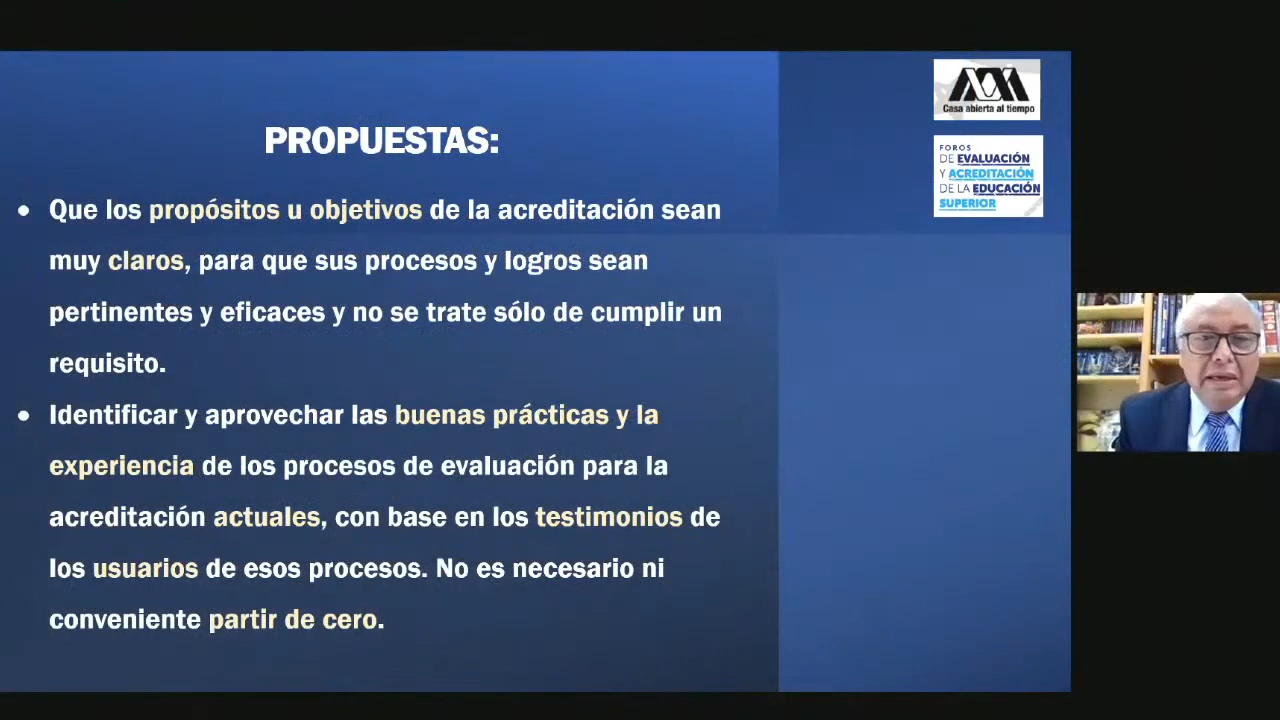 PROPUESTAS:
• Que los propósitos u objetivos de la acreditación sean
muy claros, para que sus procesos y logros sean
pertinentes y eficaces y no se trate sólo de cumplir un
requisito.
• Identificar y aprovechar las buenas prácticas y la
experiencia de los procesos de evaluación para la
acreditación actuales, con base en los testimonios de
los usuarios de esos procesos. No es necesario ni
conveniente partir de cero.
Casa abierta al tiempo
FOROS
DE EVALUACIÓN
Y ACREDITACIÓN
DE LA EDUCACIÓN
SUPERIOR